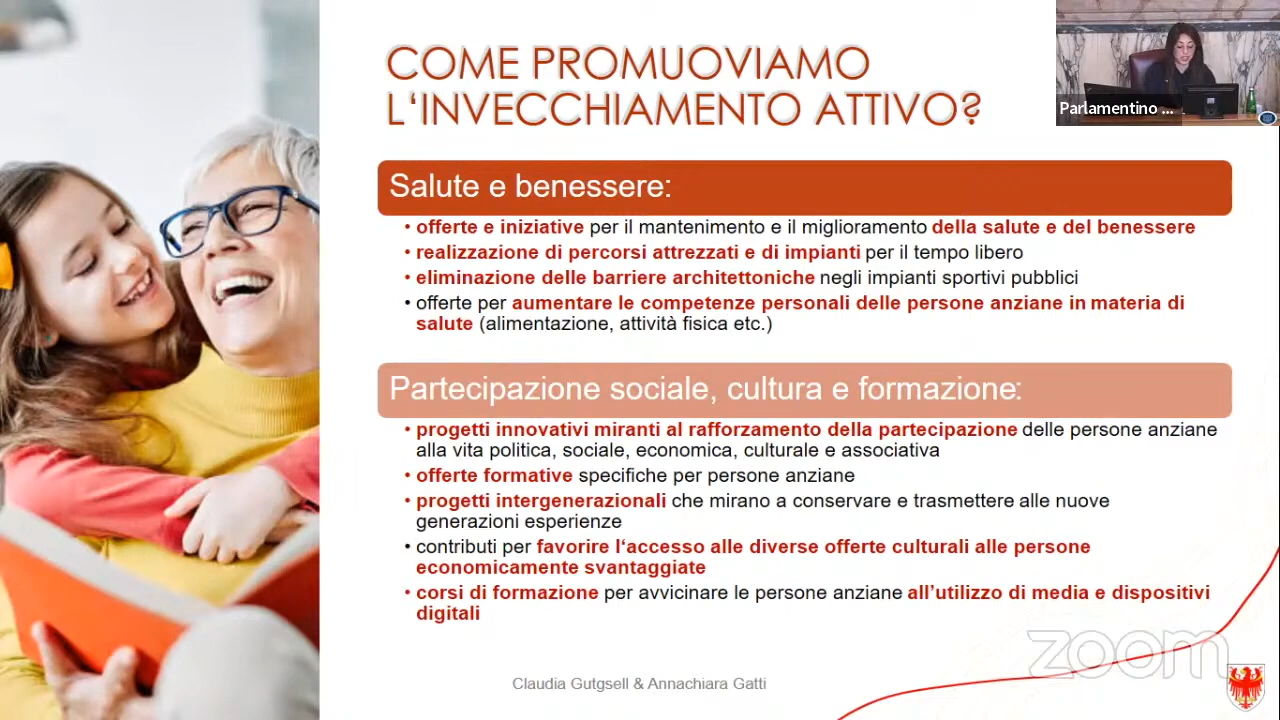 COME PROMUOVIAMO
L‘INVECCHIAMENTO ATTIVO?
Parlamentino ...
Salute e benessere:
• offerte e iniziative per il mantenimento e il miglioramento della salute e del benessere
• realizzazione di percorsi attrezzati e di impianti per il tempo libero
• eliminazione delle barriere architettoniche negli impianti sportivi pubblici
• offerte per aumentare le competenze personali delle persone anziane in materia di
salute (alimentazione, attività fisica etc.)
Partecipazione sociale, cultura e formazione:
• progetti innovativi miranti al rafforzamento della partecipazione delle persone anziane
alla vita politica, sociale, economica, culturale e associativa
• offerte formative specifiche per persone anziane
• progetti intergenerazionali che mirano a conservare e trasmettere alle nuove
generazioni esperienze
• contributi per favorire l‘accesso alle diverse offerte culturali alle persone
economicamente svantaggiate
• corsi di formazione per avvicinare le persone anziane all’utilizzo di media e dispositivi
digitali
zoom
Claudia Gutgsell & Annachiara Gatti